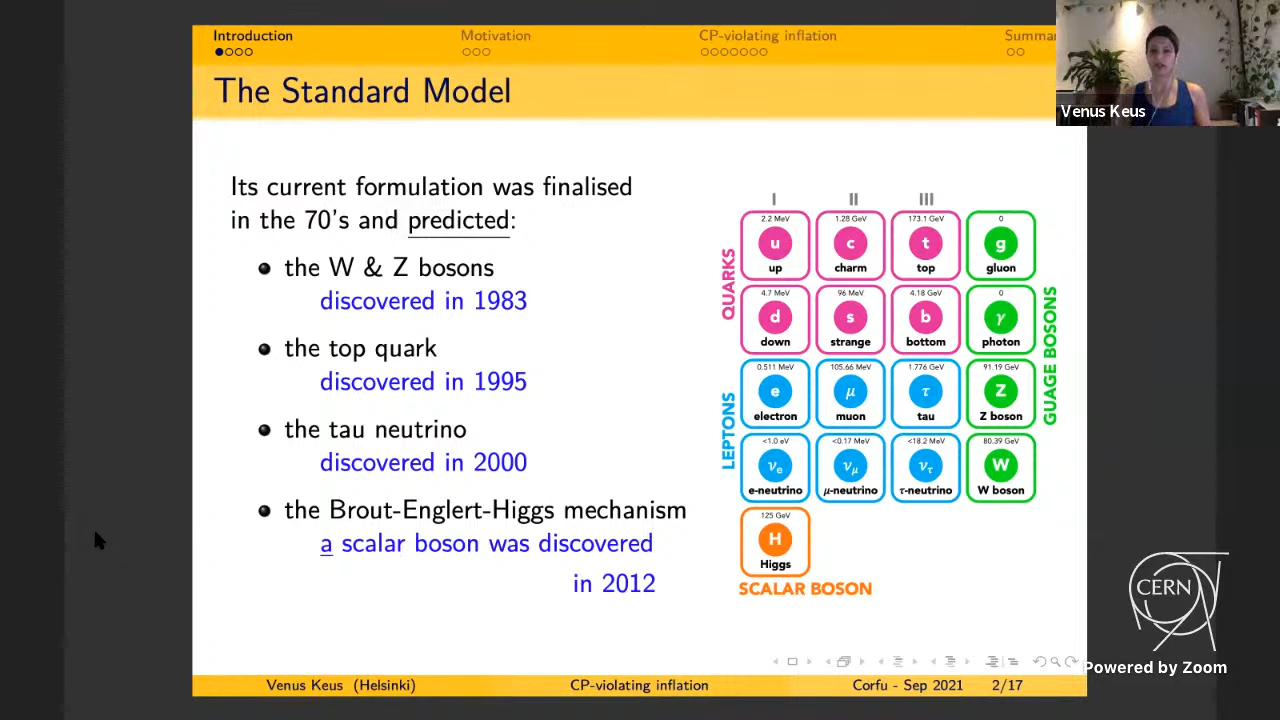 Introduction
Motivation
CP-violating inflation
Summa
The Standard Model
Venus Keus
Its current formulation was finalised
in the 70's and predicted:
the W & Z bosons
discovered in 1983
the top quark
discovered in 1995
the tau neutrino
discovered in 2000
the Brout-Englert-Higgs mechanism
a scalar boson was discovered
in 2012
I II III
QUARKS
LEPTONS
GUAGE BOSONS
2.2 MeV 1.28 GeV 173.1 GeV 0
u c t g
up charm top gluon
4.7 MeV 96 MeV 4.18 GeV 0
d s b γ
down strange bottom photon
0.511 MeV 105.66 MeV 1.776 GeV 91.19 GeV
e μ τ Z
electron muon tau Z boson
<1.0 eV <0.17 MeV <18.2 MeV 80.39 GeV
νe νμ ντ W
e-neutrino μ-neutrino τ-neutrino W boson
125 GeV
H
Higgs
SCALAR BOSON
CERN
Powered by Zoom
Venus Keus (Helsinki)
CP-violating inflation
Corfu - Sep 2021
2/17